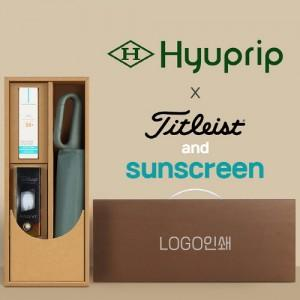 Hyuprip
x
Titleist
and
sunscreen
LOGO인쇄